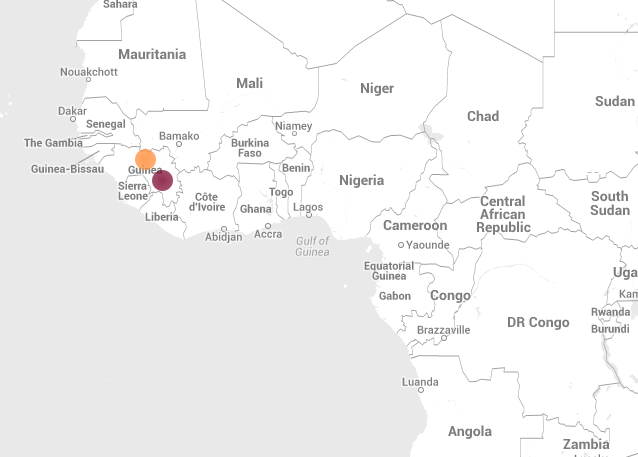 Sahara
Mauritania
Nouakchott
Mali
Niger
Chad
Sudan
Dakar
Senegal
The Gambia
Bamako
Niamey
Burkina
Faso
Guinea-Bissau
Guinea
Benin
Nigeria
Sierra
Leone
Côte
d'Ivoire
Togo
Ghana
Lagos
Liberia
Abidjan
Accra
Gulf of
Guinea
Central
African
Republic
South
Sudan
Cameroon
Yaounde
Equatorial
Guinea
Gabon
Congo
Uga
Kan
Rwanda
Burundi
DR Congo
Brazzaville
Luanda
Angola
Zambia